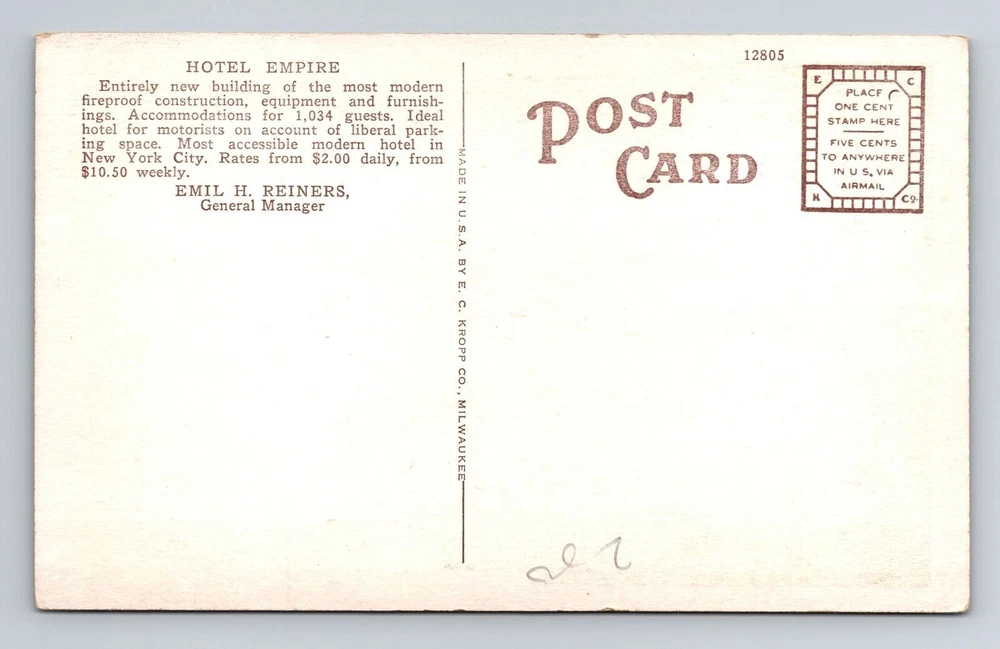 HOTEL EMPIRE
Entirely new building of the most modern
fireproof construction, equipment and furnish-
ings. Accommodations for 1,034 guests. Ideal
hotel for motorists on account of liberal park-
ing space. Most accessible modern hotel in
New York City. Rates from $2.00 daily, from
$10.50 weekly.
EMIL H. REINERS,
General Manager
MADE IN U.S.A. BY E. C. KROPP CO., MILWAUKEE
12805
POST
CARD
E C
PLACE
ONE CENT
STAMP HERE
FIVE CENTS
TO ANYWHERE
IN U.S. VIA
AIRMAIL
K Co.